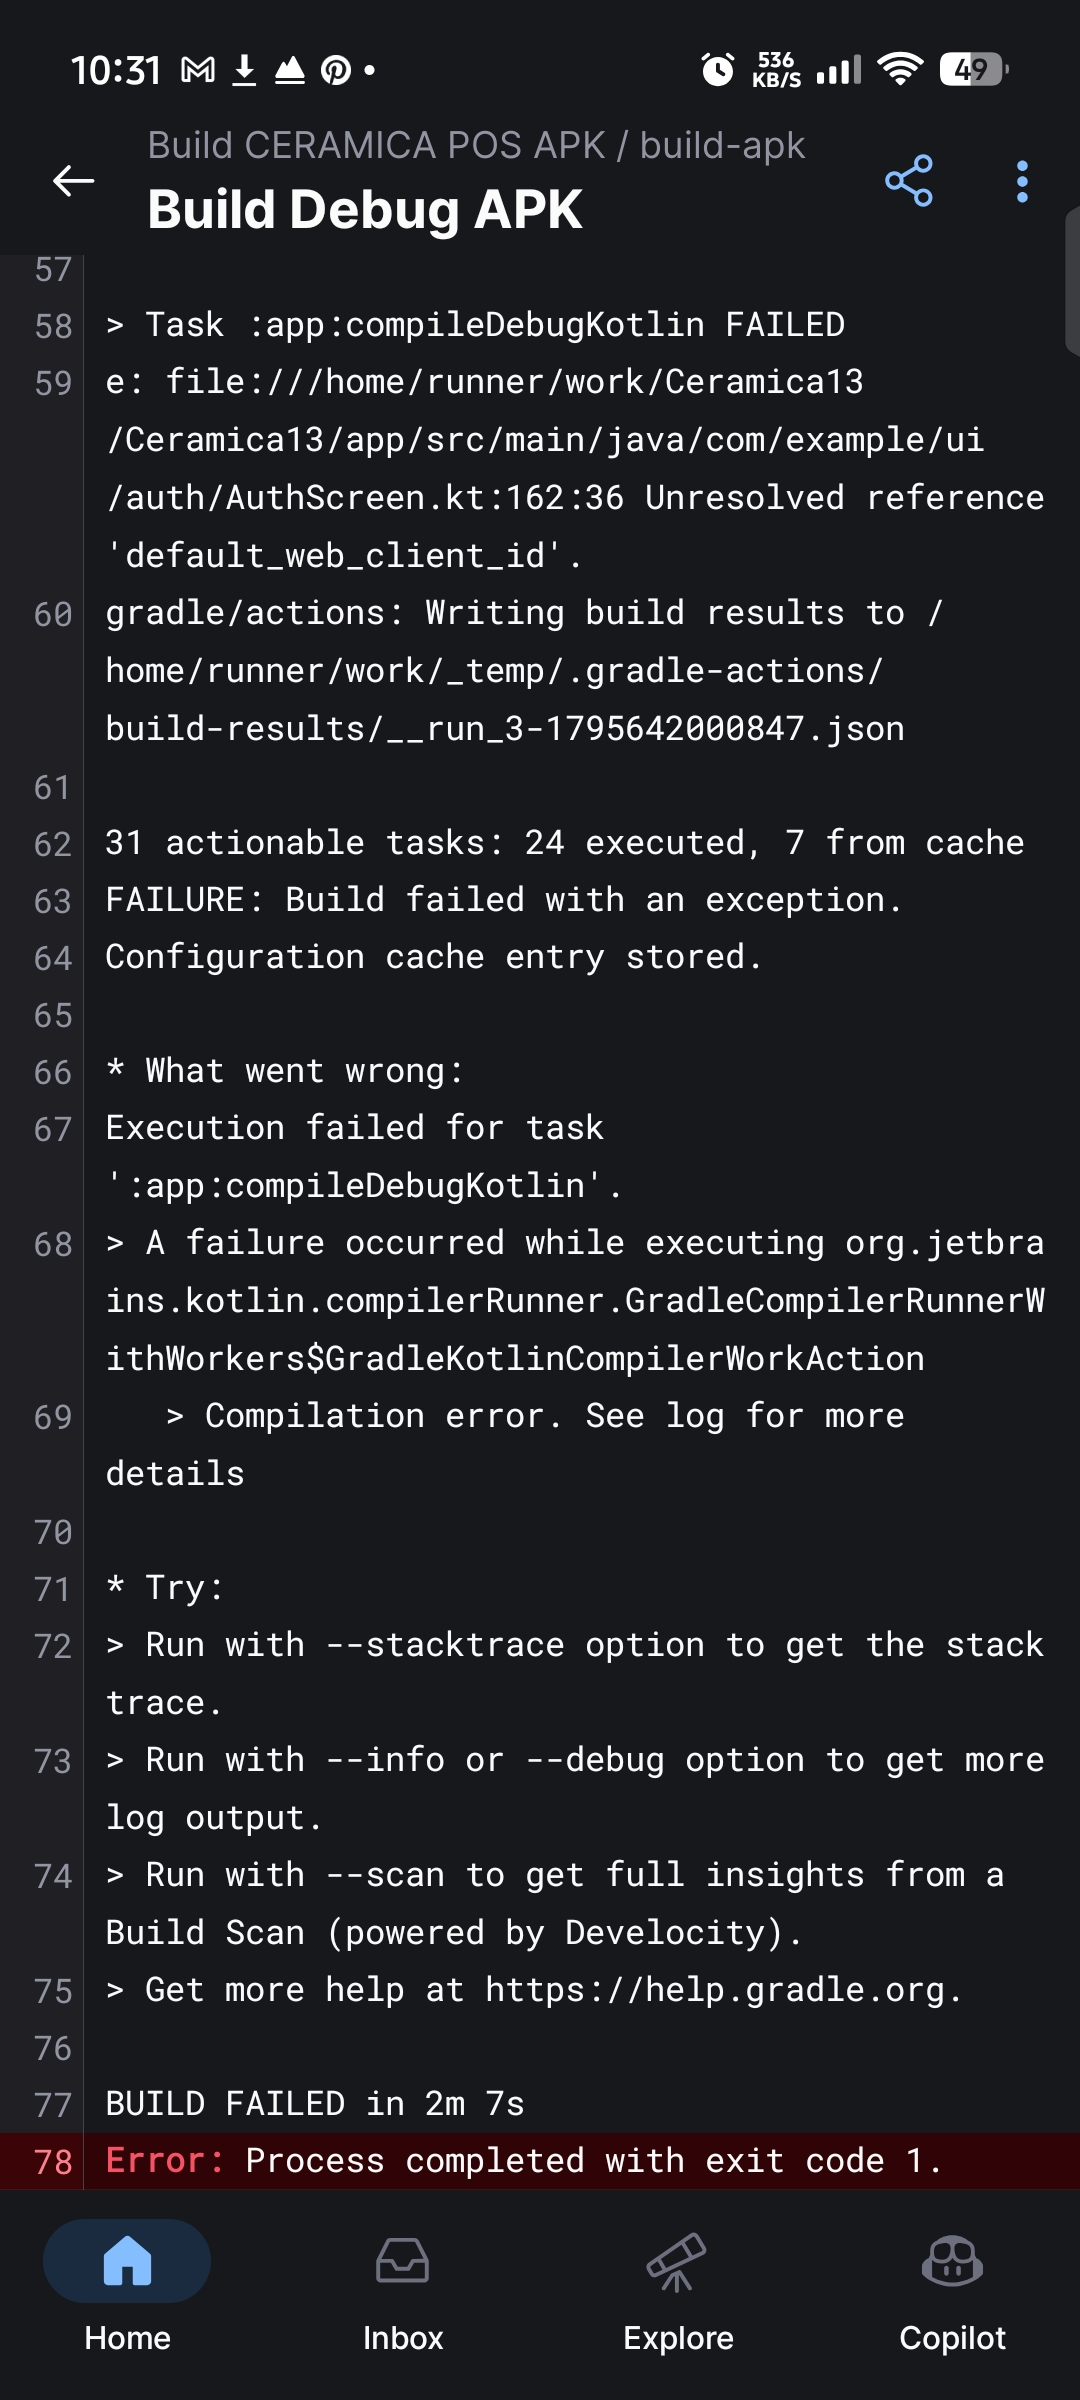 10:31
536
KB/S
49
Build CERAMICA POS APK / build-apk
Build Debug APK
57
58 > Task :app:compileDebugKotlin FAILED
59 e: file:///home/runner/work/Ceramica13
/Ceramica13/app/src/main/java/com/example/ui
/auth/AuthScreen.kt:162:36 Unresolved reference
'default_web_client_id'.
60 gradle/actions: Writing build results to /
home/runner/work/_temp/.gradle-actions/
build-results/__run_3-1795642000847.json
61
62 31 actionable tasks: 24 executed, 7 from cache
63 FAILURE: Build failed with an exception.
64 Configuration cache entry stored.
65
66 * What went wrong:
67 Execution failed for task
':app:compileDebugKotlin'.
68 > A failure occurred while executing org.jetbra
ins.kotlin.compilerRunner.GradleCompilerRunnerW
ithWorkers$GradleKotlinCompilerWorkAction
69 > Compilation error. See log for more
details
70
71 * Try:
72 > Run with --stacktrace option to get the stack
trace.
73 > Run with --info or --debug option to get more
log output.
74 > Run with --scan to get full insights from a
Build Scan (powered by Develocity).
75 > Get more help at https://help.gradle.org.
76
77 BUILD FAILED in 2m 7s
78 Error: Process completed with exit code 1.
Home
Inbox
Explore
Copilot